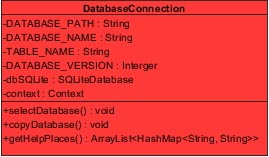 DatabaseConnection
-DATABASE_PATH : String
-DATABASE_NAME : String
-TABLE_NAME : String
-DATABASE_VERSION : Interger
-dbSQLite : SQLiteDatabase
-context : Context
+selectDatabase() : void
+copyDatabase() : void
+getHelpPlaces() : ArrayList<HashMap<String, String>>